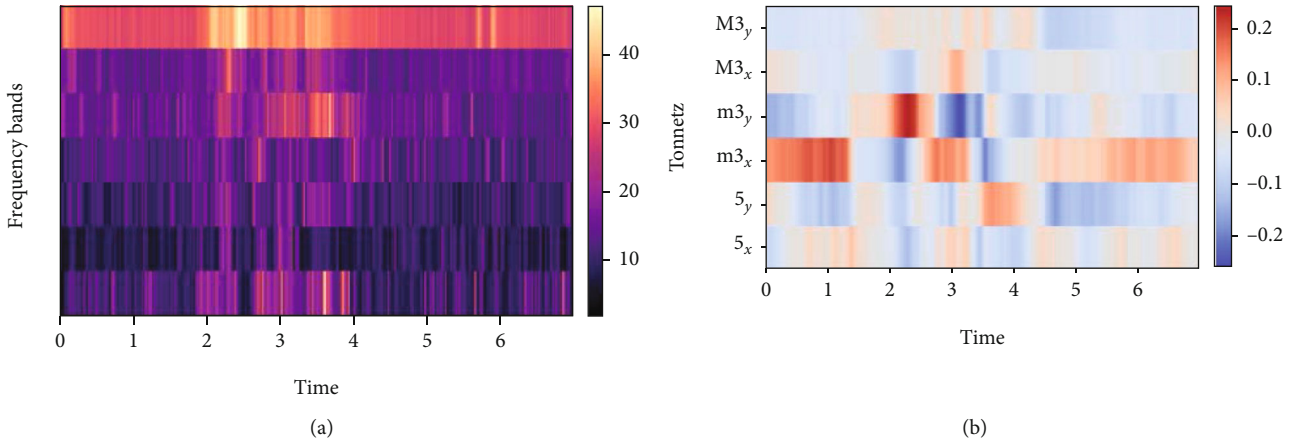 Frequency bands
40
30
20
10
0 1 2 3 4 5 6
Time
(a)
Tonnetz
M3y
M3x
m3y
m3x
5y
5x
0.2
0.1
0.0
–0.1
–0.2
0 1 2 3 4 5 6
Time
(b)